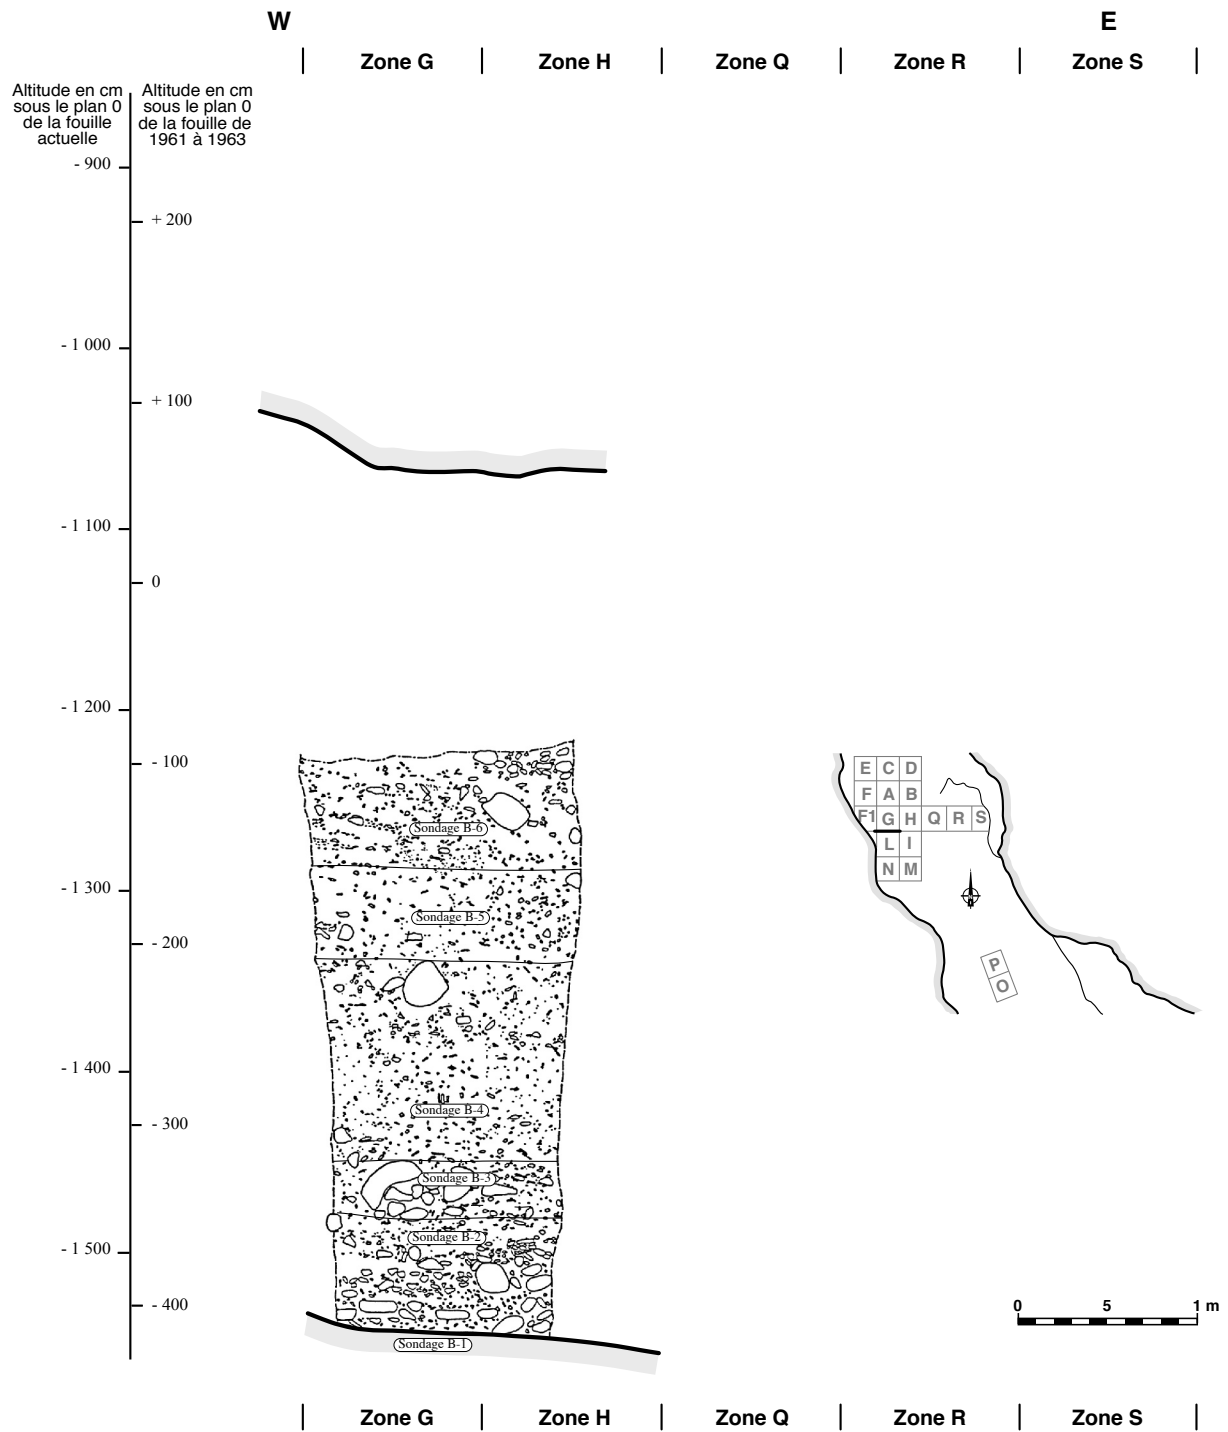 W E
Zone G Zone H Zone Q Zone R Zone S
Altitude en cm
sous le plan 0
de la fouille
actuelle
Altitude en cm
sous le plan 0
de la fouille de
1961 à 1963
- 900
+ 200
- 1 000
+ 100
- 1 100
0
- 1 200
- 100
E C D
F A B
F1 G H Q R S
L I
N M
Sondage B-6
- 1 300
Sondage B-5
- 200
P
O
- 1 400
Sondage B-4
- 300
Sondage B-3
Sondage B-2
- 1 500
- 400
0 5 1 m
Sondage B-1
Zone G Zone H Zone Q Zone R Zone S